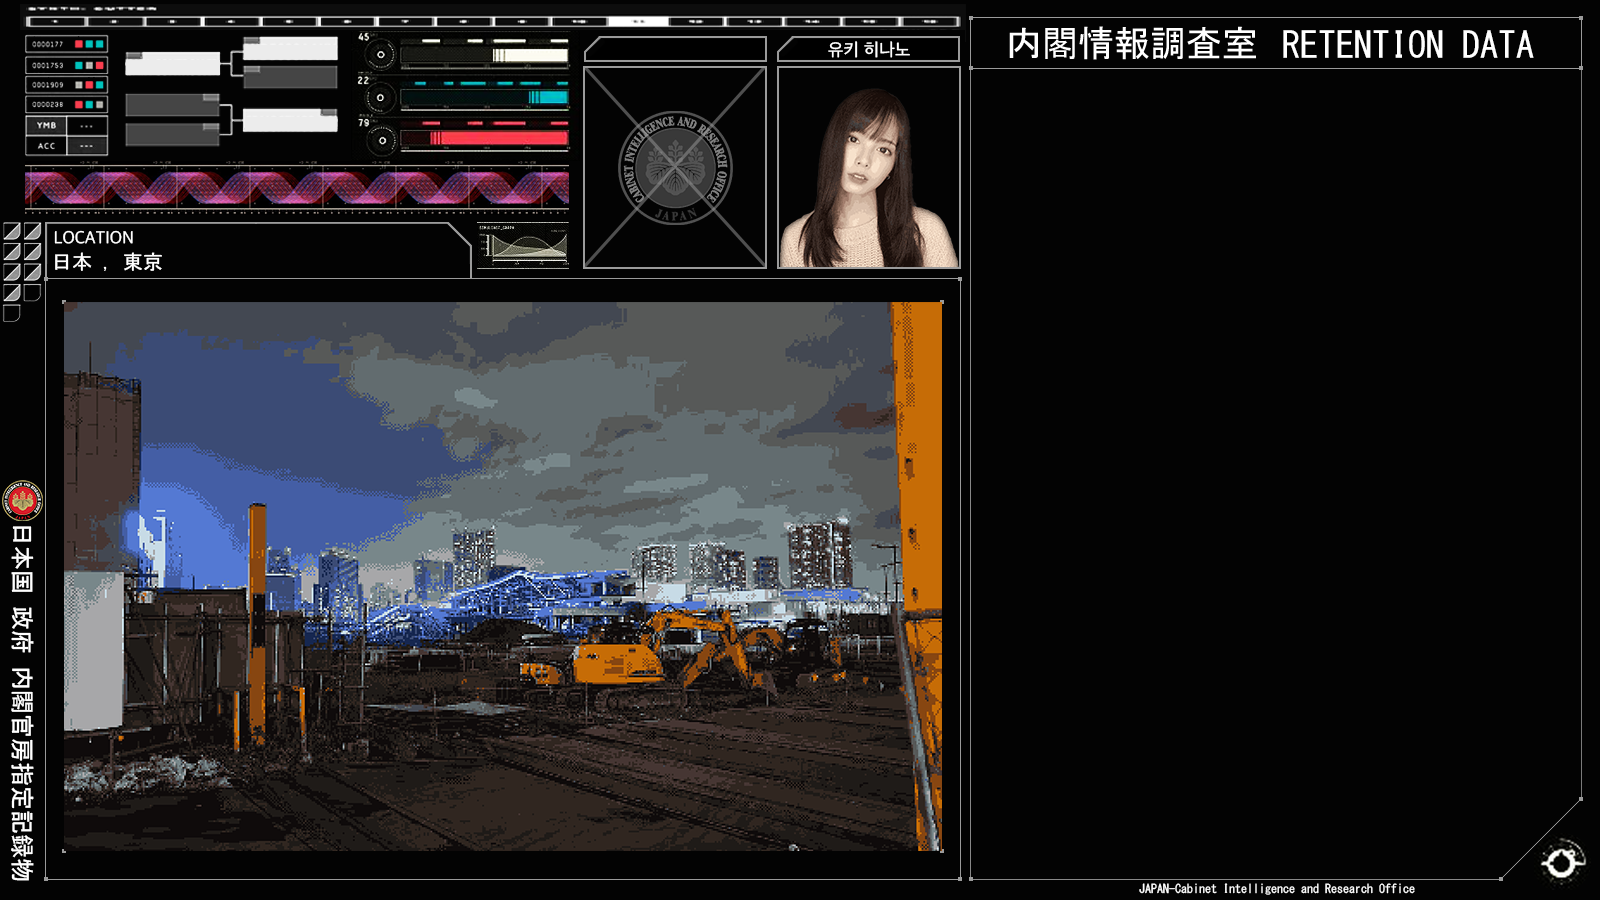 0000177
0001753
0001909
0000238
YMB ---
ACC ---
45
22
79
CABINET INTELLIGENCE AND RESEARCH OFFICE
JAPAN
유키 히나노
LOCATION
日本 , 東京
日本国 政府 内閣官房指定記録物
内閣情報調査室 RETENTION DATA
JAPAN-Cabinet Intelligence and Research Office